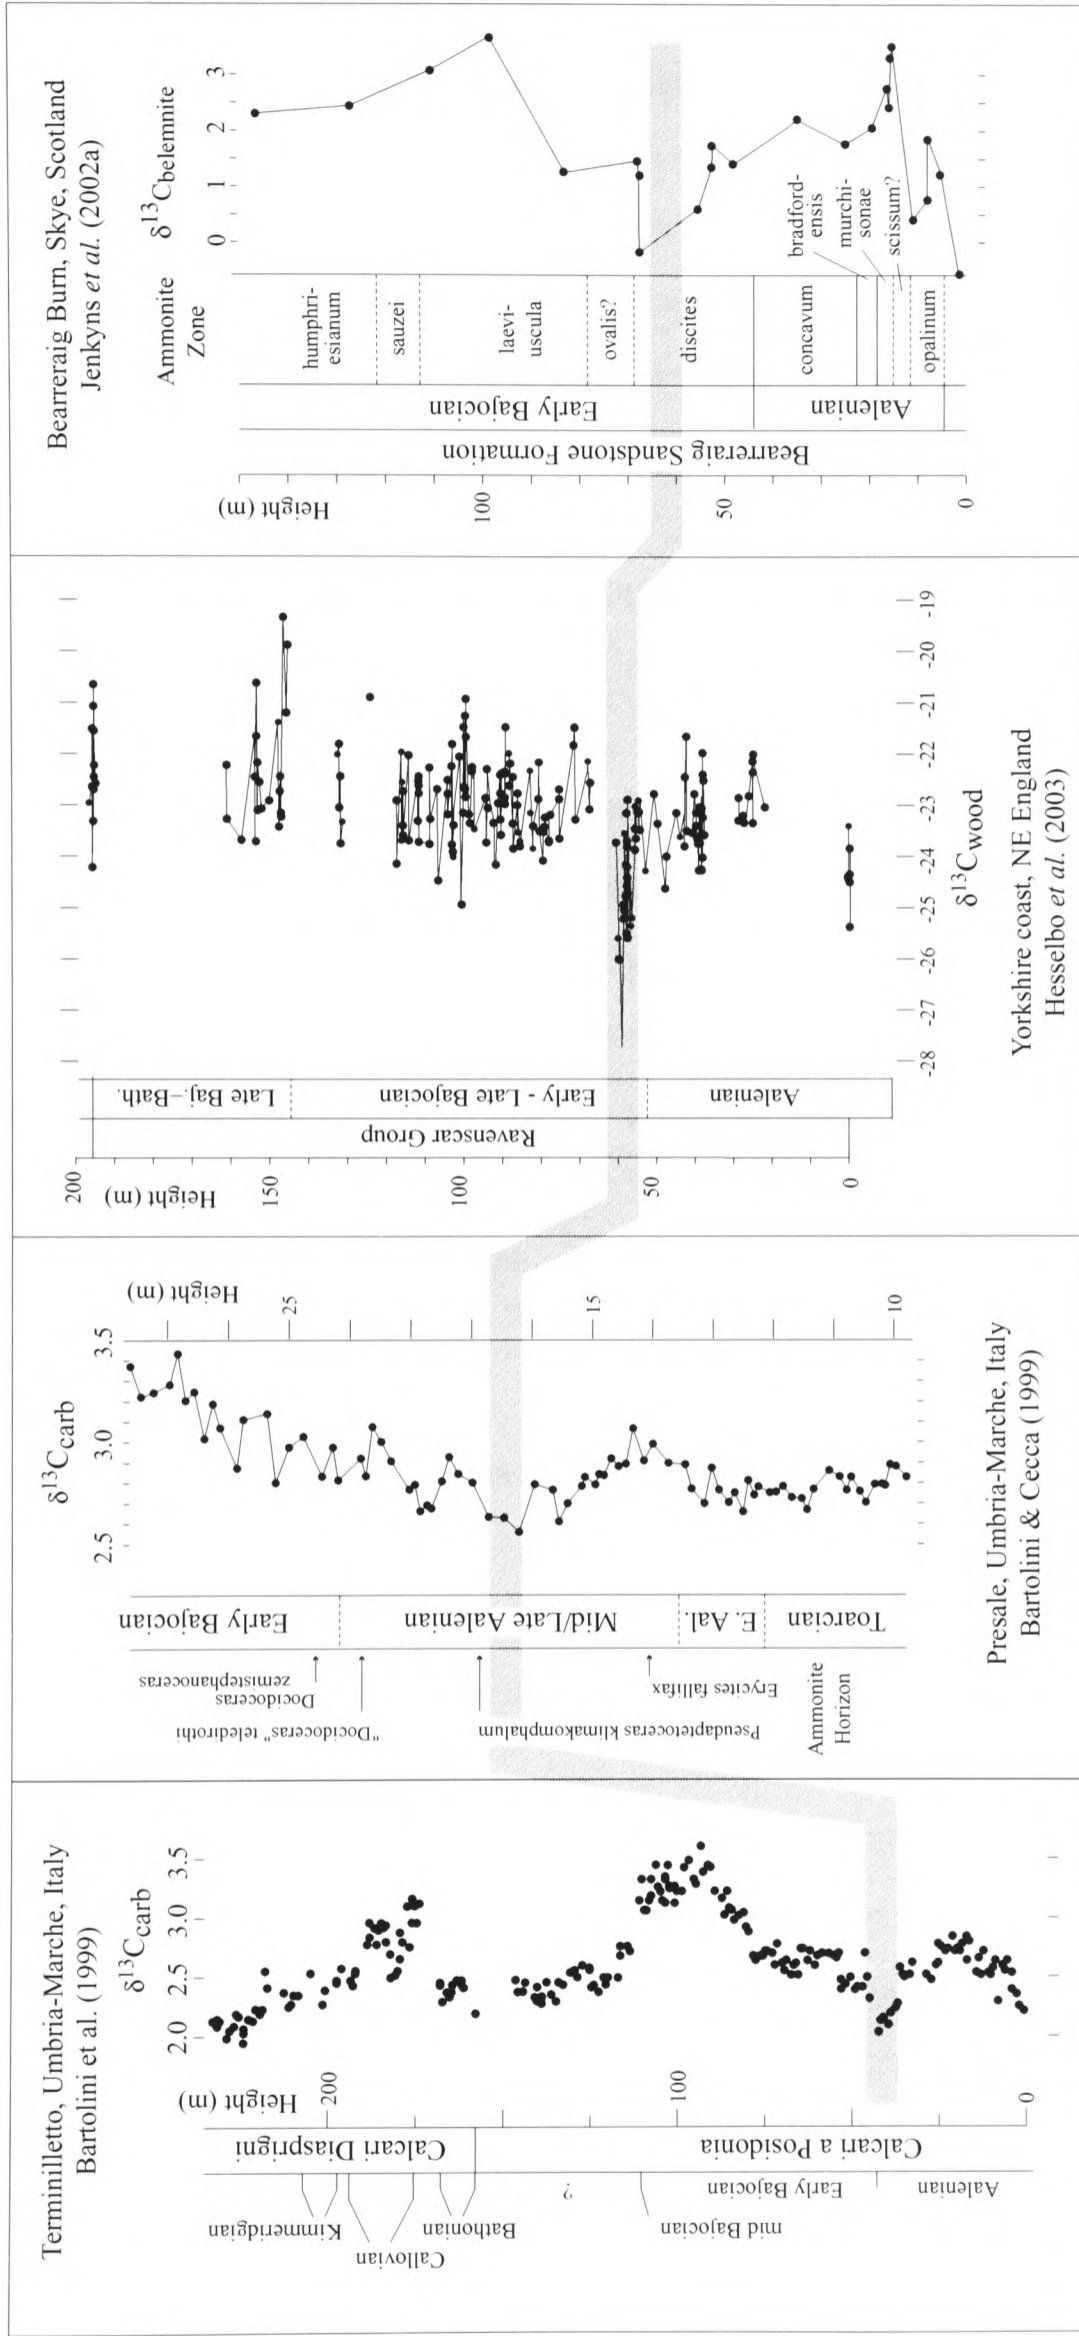 Terminilletto, Umbria-Marche, Italy
Bartolini et al. (1999)
δ13Ccarb
2.0
2.5
3.0
3.5
Height (m)
200
100
0
Calcari Diasprigni
Calcari a Posidonia
Kimmeridgian
Callovian
Bathonian
?
mid Bajocian
Early Bajocian
Aalenian
δ13Ccarb
2.5
3.0
3.5
Height (m)
25
15
10
Early Bajocian
Mid/Late Aalenian
E. Aal.
Toarcian
Docidoceras
zemistephanoceras
"Docidoceras" teledirothi
Pseudaptetoceras klimakomphalum
Erycites fallifax
Ammonite
Horizon
Presale, Umbria-Marche, Italy
Bartolini & Cecca (1999)
Height (m)
200
150
100
50
0
Ravenscar Group
Late Baj.–Bath.
Early - Late Bajocian
Aalenian
-28
-27
-26
-25
-24
-23
-22
-21
-20
-19
δ13Cwood
Yorkshire coast, NE England
Hesselbo et al. (2003)
Bearreraig Burn, Skye, Scotland
Jenkyns et al. (2002a)
Ammonite
Zone
δ13Cbelemnite
0
1
2
3
humphri-
esianum
sauzei
laevi-
uscula
ovalis?
discites
concavum
bradford-
ensis
murchi-
sonae
scissum?
opalinum
Early Bajocian
Aalenian
Bearreraig Sandstone Formation
Height (m)
100
50
0